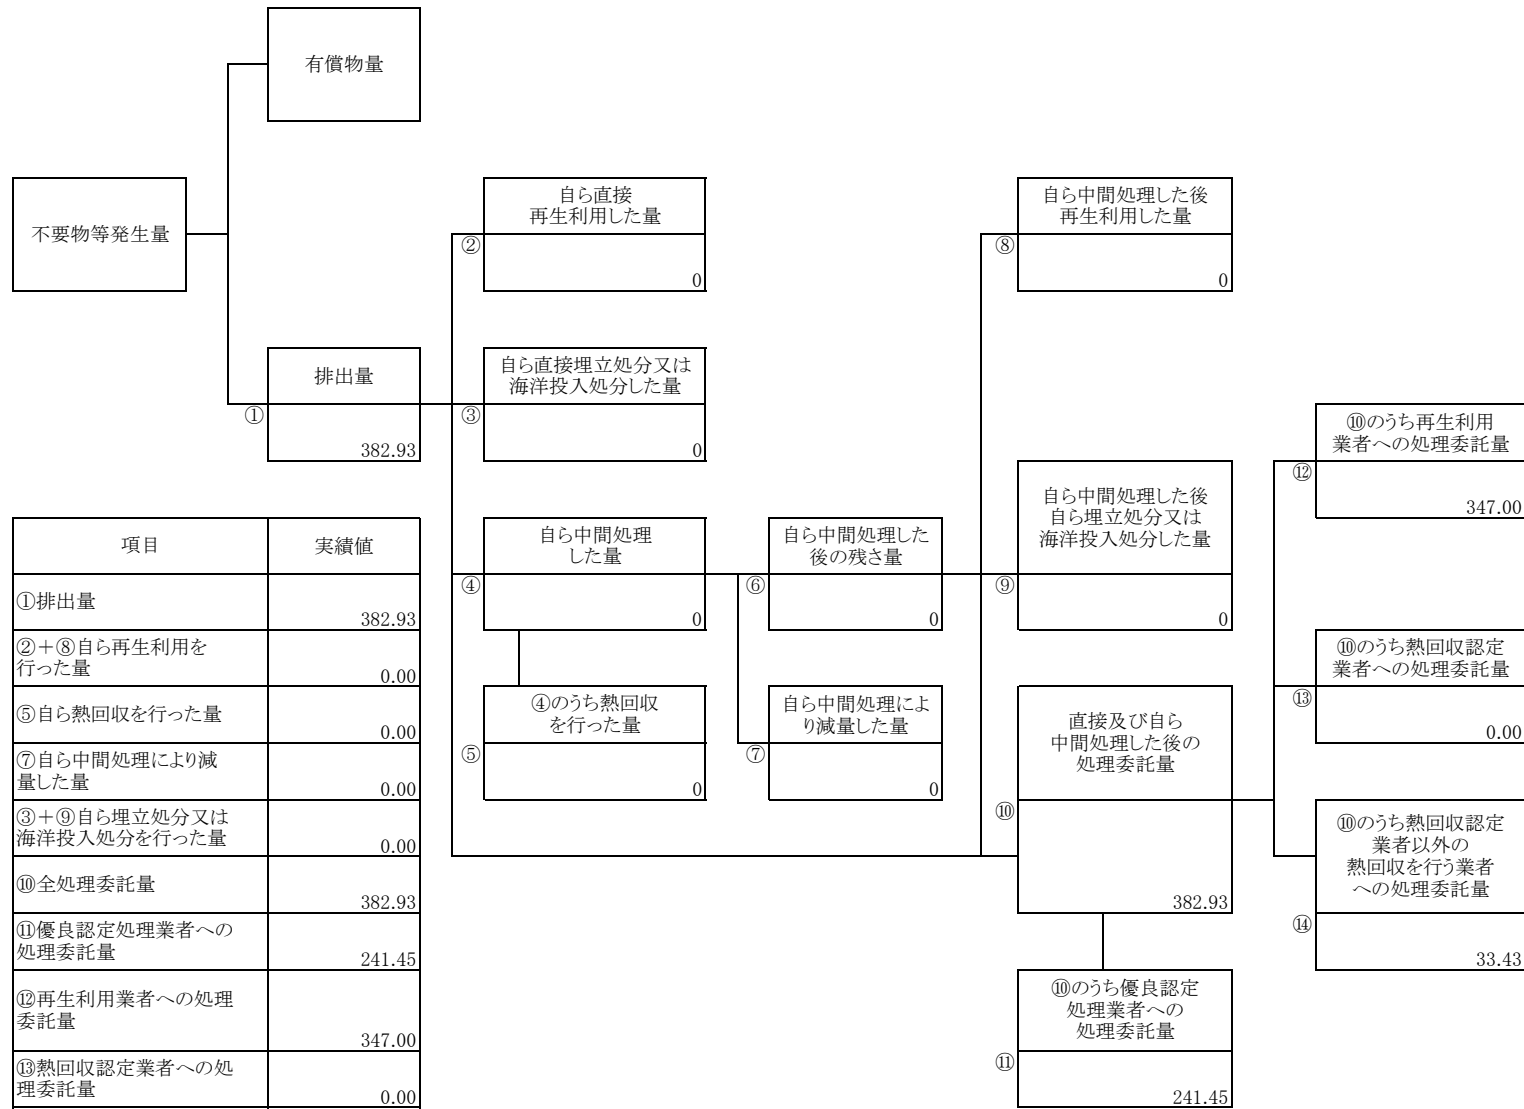 有償物量
不要物等発生量
自ら直接
再生利用した量
②
0
自ら中間処理した後
再生利用した量
⑧
0
排出量
①
382.93
自ら直接埋立処分又は
海洋投入処分した量
③
0
⑩のうち再生利用
業者への処理委託量
⑫
347.00
自ら中間処理した後
自ら埋立処分又は
海洋投入処分した量
⑨
0
自ら中間処理
した量
④
0
自ら中間処理した
後の残さ量
⑥
0
⑩のうち熱回収認定
業者への処理委託量
⑬
0.00
④のうち熱回収
を行った量
⑤
0
自ら中間処理によ
り減量した量
⑦
0
直接及び自ら
中間処理した後の
処理委託量
⑩
382.93
⑩のうち熱回収認定
業者以外の
熱回収を行う業者
への処理委託量
⑭
33.43
⑩のうち優良認定
処理業者への
処理委託量
⑪
241.45
項目
実績値
①排出量
382.93
②+⑧自ら再生利用を
行った量
0.00
⑤自ら熱回収を行った量
0.00
⑦自ら中間処理により減
量した量
0.00
③+⑨自ら埋立処分又は
海洋投入処分を行った量
0.00
⑩全処理委託量
382.93
⑪優良認定処理業者への
処理委託量
241.45
⑫再生利用業者への処理
委託量
347.00
⑬熱回収認定業者への処
理委託量
0.00